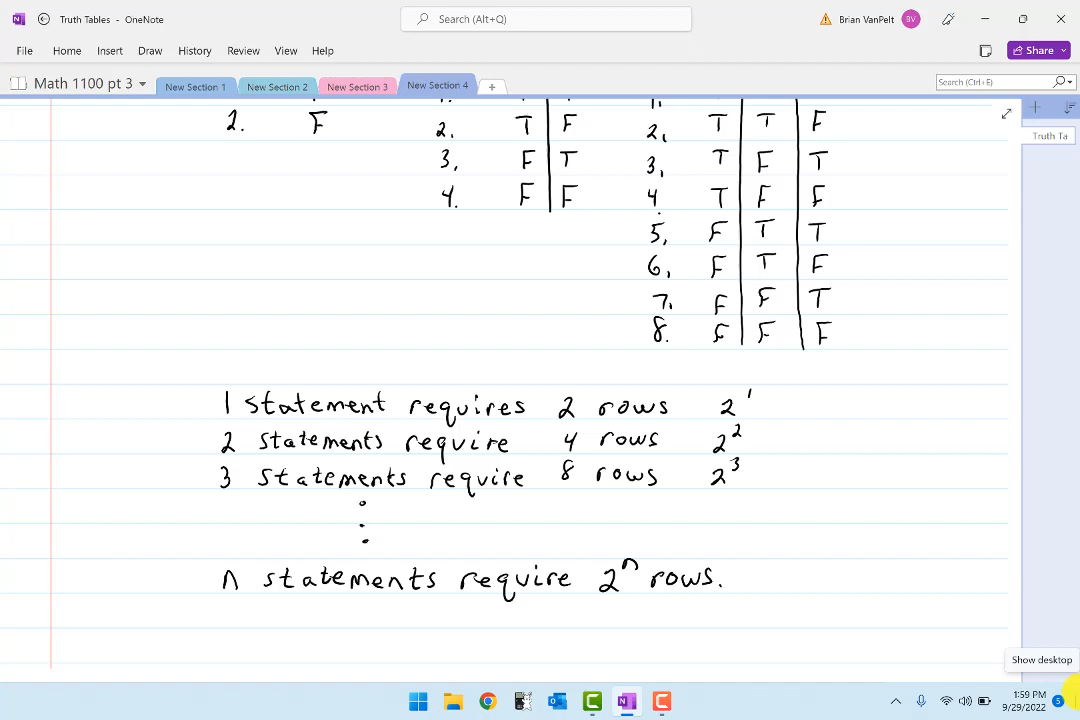 Truth Tables - OneNote
Search (Alt+Q)
Brian VanPelt
BV
File Home Insert Draw History Review View Help
Share
Math 1100 pt 3
New Section 1 New Section 2 New Section 3 New Section 4 +
Search (Ctrl+E)
Truth Ta
2. F 2. T F 2. T T F
3. F T 3. T F T
4. F F 4 T F F
5. F T T
6. F T F
7. F F T
8. F F F
1 statement requires 2 rows 2^1
2 statements require 4 rows 2^2
3 statements require 8 rows 2^3
⋮
n statements require 2^n rows.
Show desktop
1:59 PM
9/29/2022
5